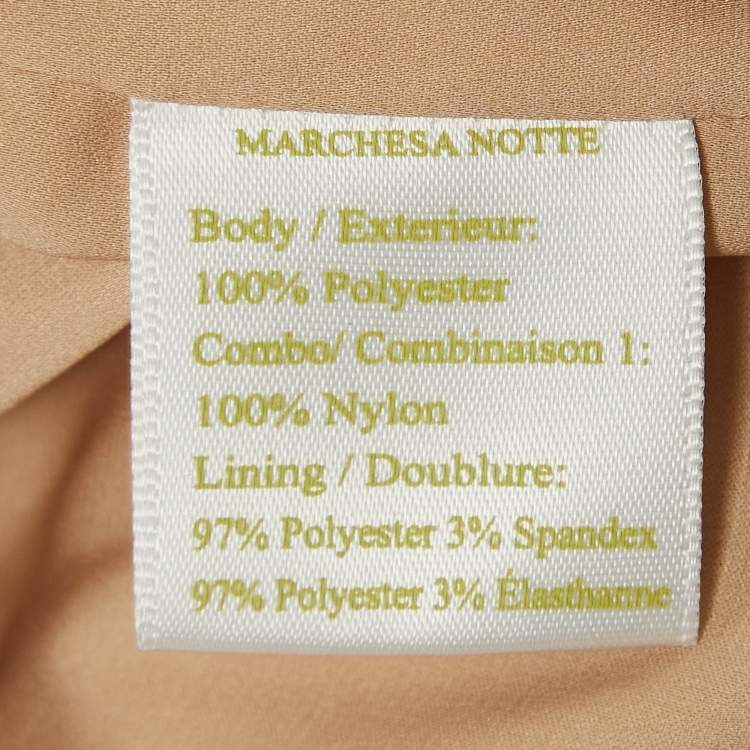 MARCHESA NOTTE
Body / Exterieur:
100% Polyester
Combo/ Combinaison 1:
100% Nylon
Lining / Doublure:
97% Polyester 3% Spandex
97% Polyester 3% Élasthanne